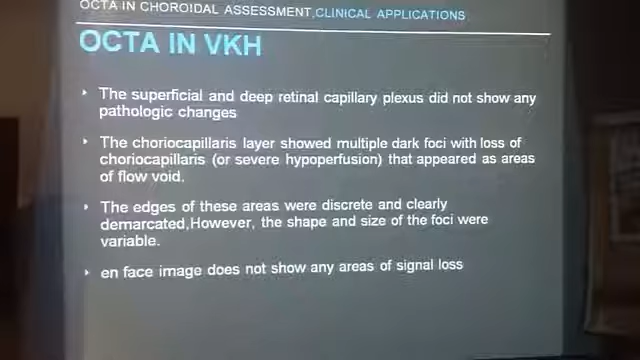 OCTA IN CHOROIDAL ASSESSMENT,CLINICAL APPLICATIONS
OCTA IN VKH
The superficial and deep retinal capillary plexus did not show any
pathologic changes
The choriocapillaris layer showed multiple dark foci with loss of
choriocapillaris (or severe hypoperfusion) that appeared as areas
of flow void.
The edges of these areas were discrete and clearly
demarcated,However, the shape and size of the foci were
variable.
en face image does not show any areas of signal loss